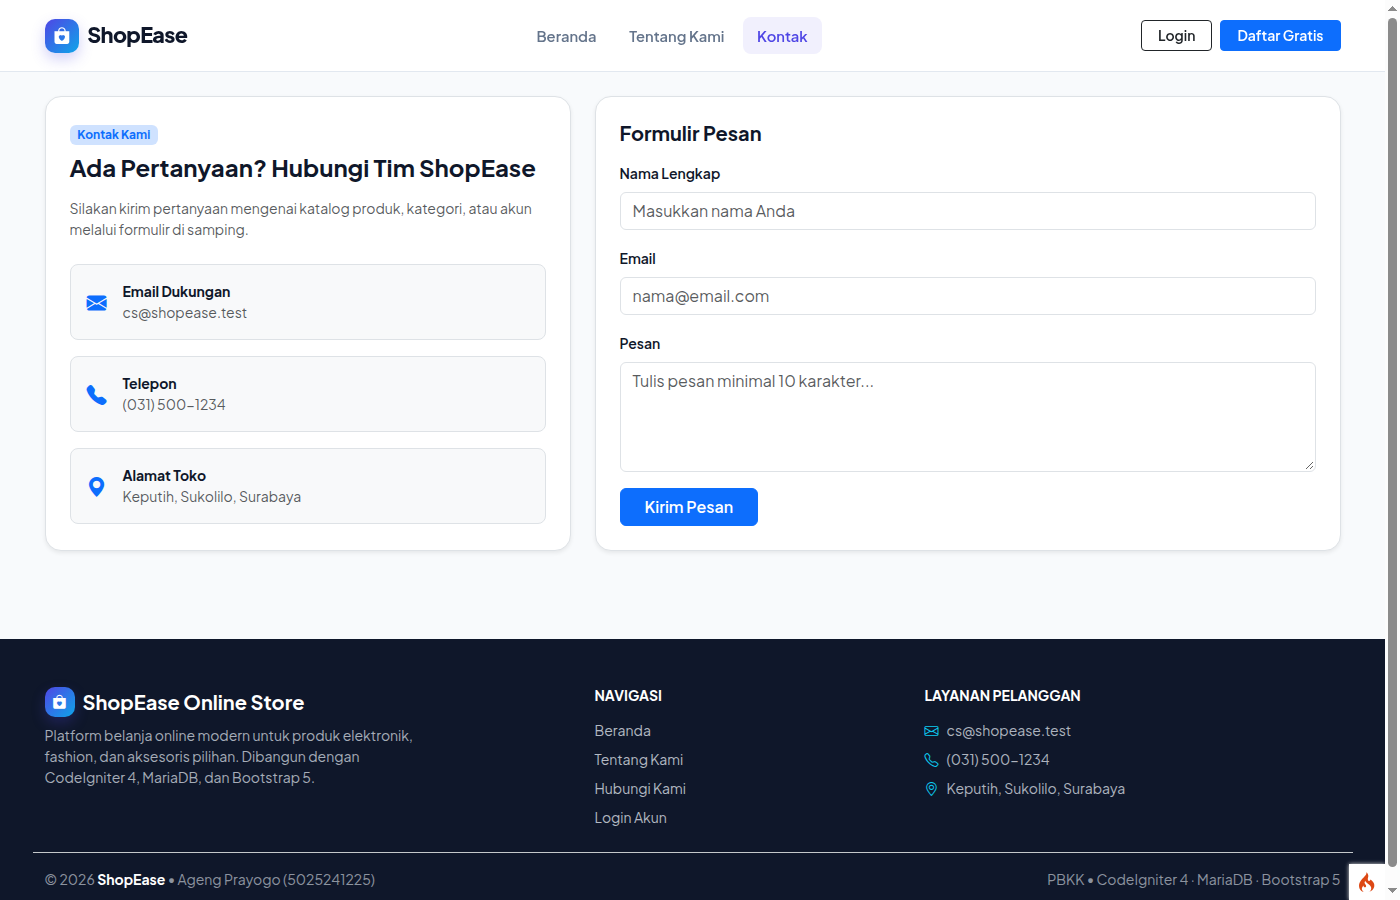 ShopEase
Beranda
Tentang Kami
Kontak
Login
Daftar Gratis
Kontak Kami
Ada Pertanyaan? Hubungi Tim ShopEase
Silakan kirim pertanyaan mengenai katalog produk, kategori, atau akun
melalui formulir di samping.
Email Dukungan
cs@shopease.test
Telepon
(031) 500-1234
Alamat Toko
Keputih, Sukolilo, Surabaya
Formulir Pesan
Nama Lengkap
Masukkan nama Anda
Email
nama@email.com
Pesan
Tulis pesan minimal 10 karakter...
Kirim Pesan
ShopEase Online Store
Platform belanja online modern untuk produk elektronik,
fashion, dan aksesoris pilihan. Dibangun dengan
CodeIgniter 4, MariaDB, dan Bootstrap 5.
NAVIGASI
Beranda
Tentang Kami
Hubungi Kami
Login Akun
LAYANAN PELANGGAN
cs@shopease.test
(031) 500-1234
Keputih, Sukolilo, Surabaya
© 2026 ShopEase • Ageng Prayogo (5025241225)
PBKK • CodeIgniter 4 · MariaDB · Bootstrap 5